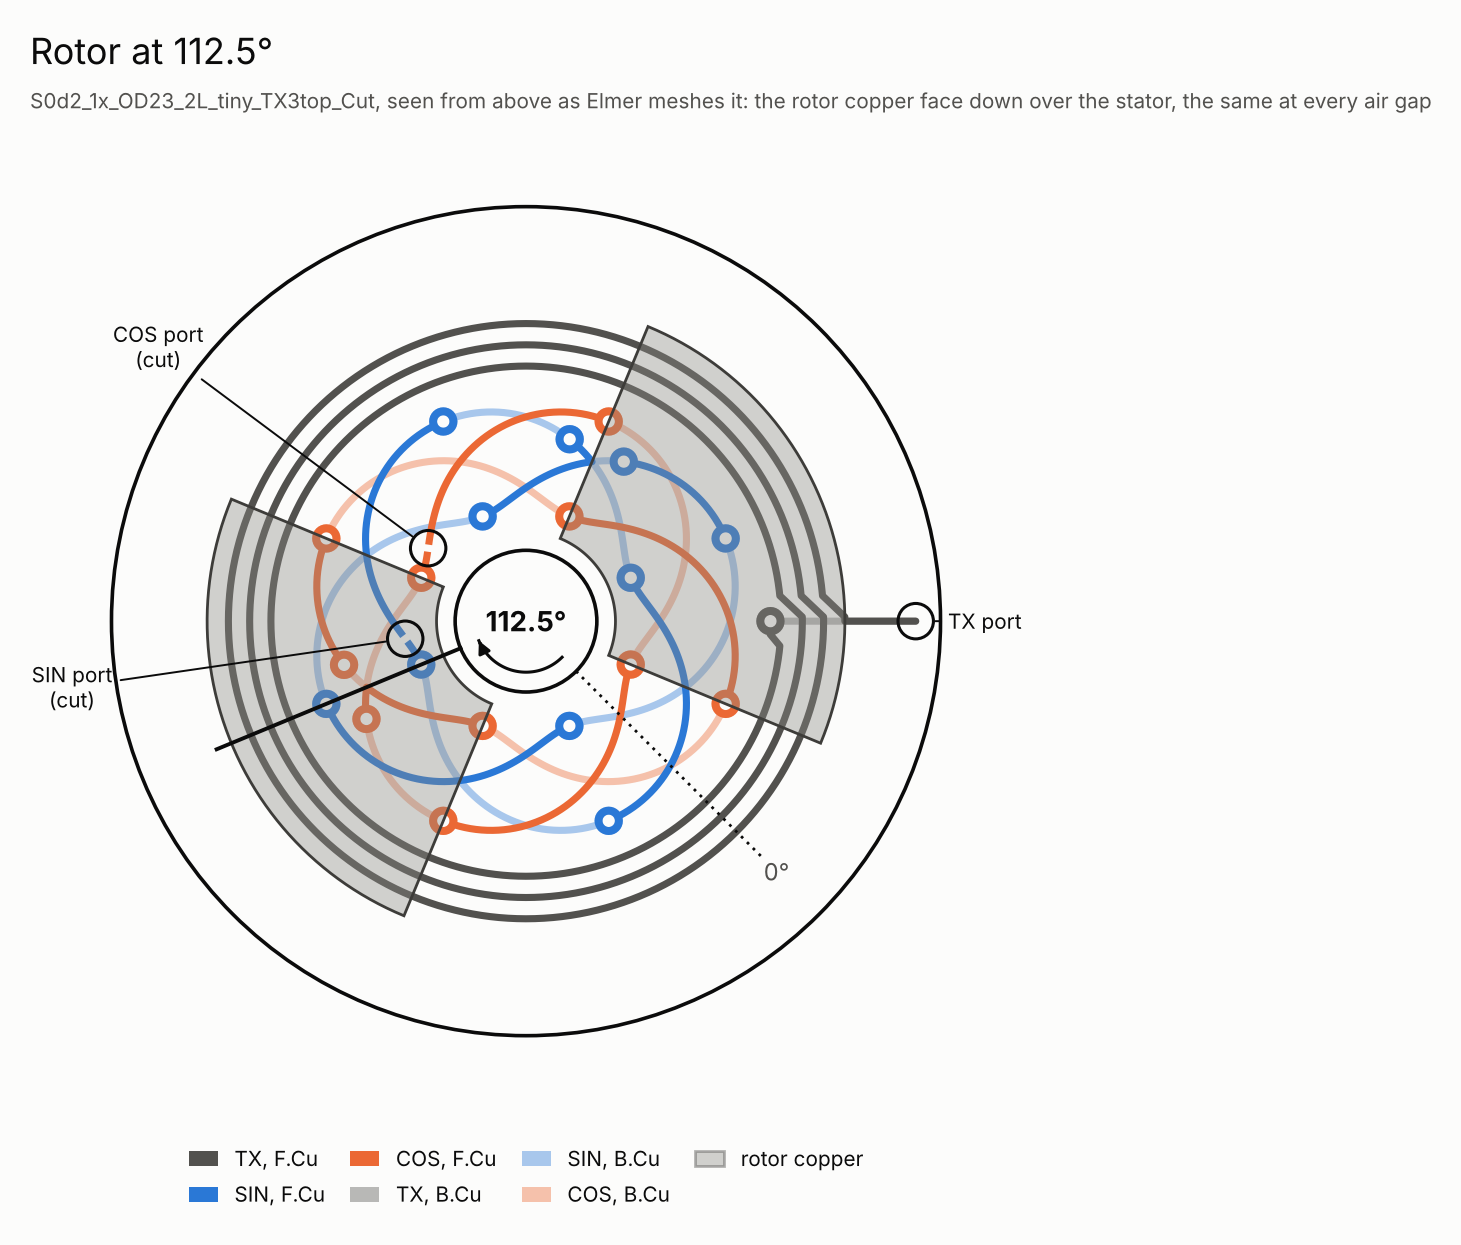 Rotor at 112.5°
S0d2_1x_OD23_2L_tiny_TX3top_Cut, seen from above as Elmer meshes it: the rotor copper face down over the stator, the same at every air gap
COS port
(cut)
112.5°
TX port
SIN port
(cut)
0°
TX, F.Cu
COS, F.Cu
SIN, B.Cu
rotor copper
SIN, F.Cu
TX, B.Cu
COS, B.Cu